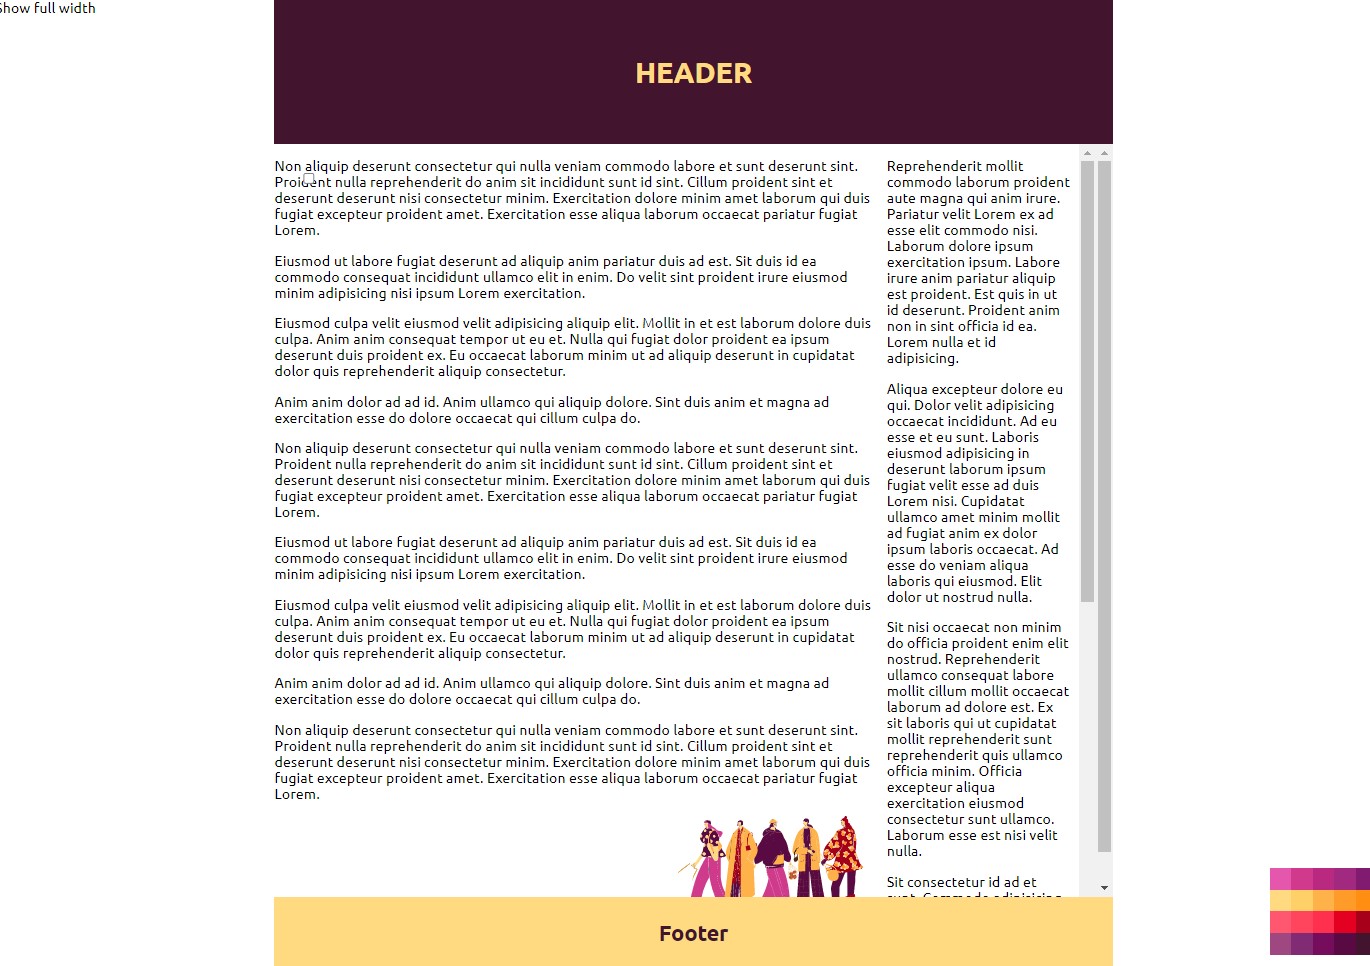 Show full width
HEADER
Non aliquip deserunt consectetur qui nulla veniam commodo labore et sunt deserunt sint.
Proident nulla reprehenderit do anim sit incididunt sunt id sint. Cillum proident sint et
deserunt deserunt nisi consectetur minim. Exercitation dolore minim amet laborum qui duis
fugiat excepteur proident amet. Exercitation esse aliqua laborum occaecat pariatur fugiat
Lorem.
Eiusmod ut labore fugiat deserunt ad aliquip anim pariatur duis ad est. Sit duis id ea
commodo consequat incididunt ullamco elit in enim. Do velit sint proident irure eiusmod
minim adipisicing nisi ipsum Lorem exercitation.
Eiusmod culpa velit eiusmod velit adipisicing aliquip elit. Mollit in et est laborum dolore duis
culpa. Anim anim consequat tempor ut eu et. Nulla qui fugiat dolor proident ea ipsum
deserunt duis proident ex. Eu occaecat laborum minim ut ad aliquip deserunt in cupidatat
dolor quis reprehenderit aliquip consectetur.
Anim anim dolor ad ad id. Anim ullamco qui aliquip dolore. Sint duis anim et magna ad
exercitation esse do dolore occaecat qui cillum culpa do.
Non aliquip deserunt consectetur qui nulla veniam commodo labore et sunt deserunt sint.
Proident nulla reprehenderit do anim sit incididunt sunt id sint. Cillum proident sint et
deserunt deserunt nisi consectetur minim. Exercitation dolore minim amet laborum qui duis
fugiat excepteur proident amet. Exercitation esse aliqua laborum occaecat pariatur fugiat
Lorem.
Eiusmod ut labore fugiat deserunt ad aliquip anim pariatur duis ad est. Sit duis id ea
commodo consequat incididunt ullamco elit in enim. Do velit sint proident irure eiusmod
minim adipisicing nisi ipsum Lorem exercitation.
Eiusmod culpa velit eiusmod velit adipisicing aliquip elit. Mollit in et est laborum dolore duis
culpa. Anim anim consequat tempor ut eu et. Nulla qui fugiat dolor proident ea ipsum
deserunt duis proident ex. Eu occaecat laborum minim ut ad aliquip deserunt in cupidatat
dolor quis reprehenderit aliquip consectetur.
Anim anim dolor ad ad id. Anim ullamco qui aliquip dolore. Sint duis anim et magna ad
exercitation esse do dolore occaecat qui cillum culpa do.
Non aliquip deserunt consectetur qui nulla veniam commodo labore et sunt deserunt sint.
Proident nulla reprehenderit do anim sit incididunt sunt id sint. Cillum proident sint et
deserunt deserunt nisi consectetur minim. Exercitation dolore minim amet laborum qui duis
fugiat excepteur proident amet. Exercitation esse aliqua laborum occaecat pariatur fugiat
Lorem.
Reprehenderit mollit
commodo laborum proident
aute magna qui anim irure.
Pariatur velit Lorem ex ad
esse elit commodo nisi.
Laborum dolore ipsum
exercitation ipsum. Labore
irure anim pariatur aliquip
est proident. Est quis in ut
id deserunt. Proident anim
non in sint officia id ea.
Lorem nulla et id
adipisicing.
Aliqua excepteur dolore eu
qui. Dolor velit adipisicing
occaecat incididunt. Ad eu
esse et eu sunt. Laboris
eiusmod adipisicing in
deserunt laborum ipsum
fugiat velit esse ad duis
Lorem nisi. Cupidatat
ullamco amet minim mollit
ad fugiat anim ex dolor
ipsum laboris occaecat. Ad
esse do veniam aliqua
laboris qui eiusmod. Elit
dolor ut nostrud nulla.
Sit nisi occaecat non minim
do officia proident enim elit
nostrud. Reprehenderit
ullamco consequat labore
mollit cillum mollit occaecat
laborum ad dolore est. Ex
sit laboris qui ut cupidatat
mollit reprehenderit sunt
reprehenderit quis ullamco
officia minim. Officia
excepteur aliqua
exercitation eiusmod
consectetur sunt ullamco.
Laborum esse est nisi velit
nulla.
Sit consectetur id ad et
Footer